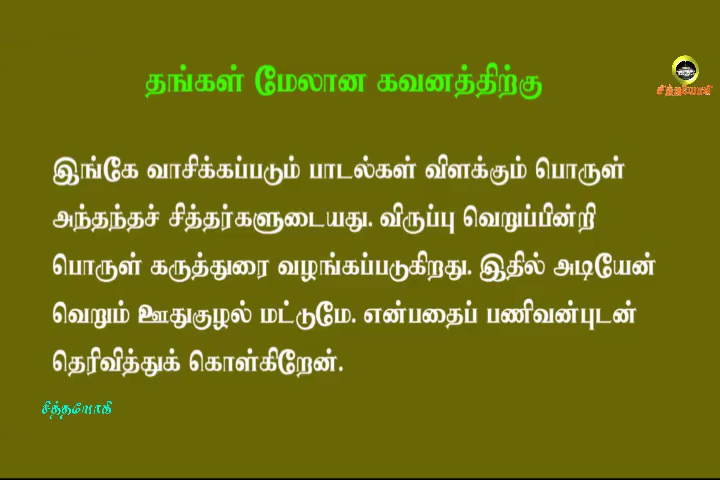 தங்கள் மேலான கவனத்திற்கு
சித்தயோகி
இங்கே வாசிக்கப்படும் பாடல்கள் விளக்கும் பொருள்
அந்தந்தச் சித்தர்களுடையது. விருப்பு வெறுப்பின்றி
பொருள் கருத்துரை வழங்கப்படுகிறது. இதில் அடியேன்
வெறும் ஊதுகுழல் மட்டுமே. என்பதைப் பணிவன்புடன்
தெரிவித்துக் கொள்கிறேன்.
சித்தயோகி